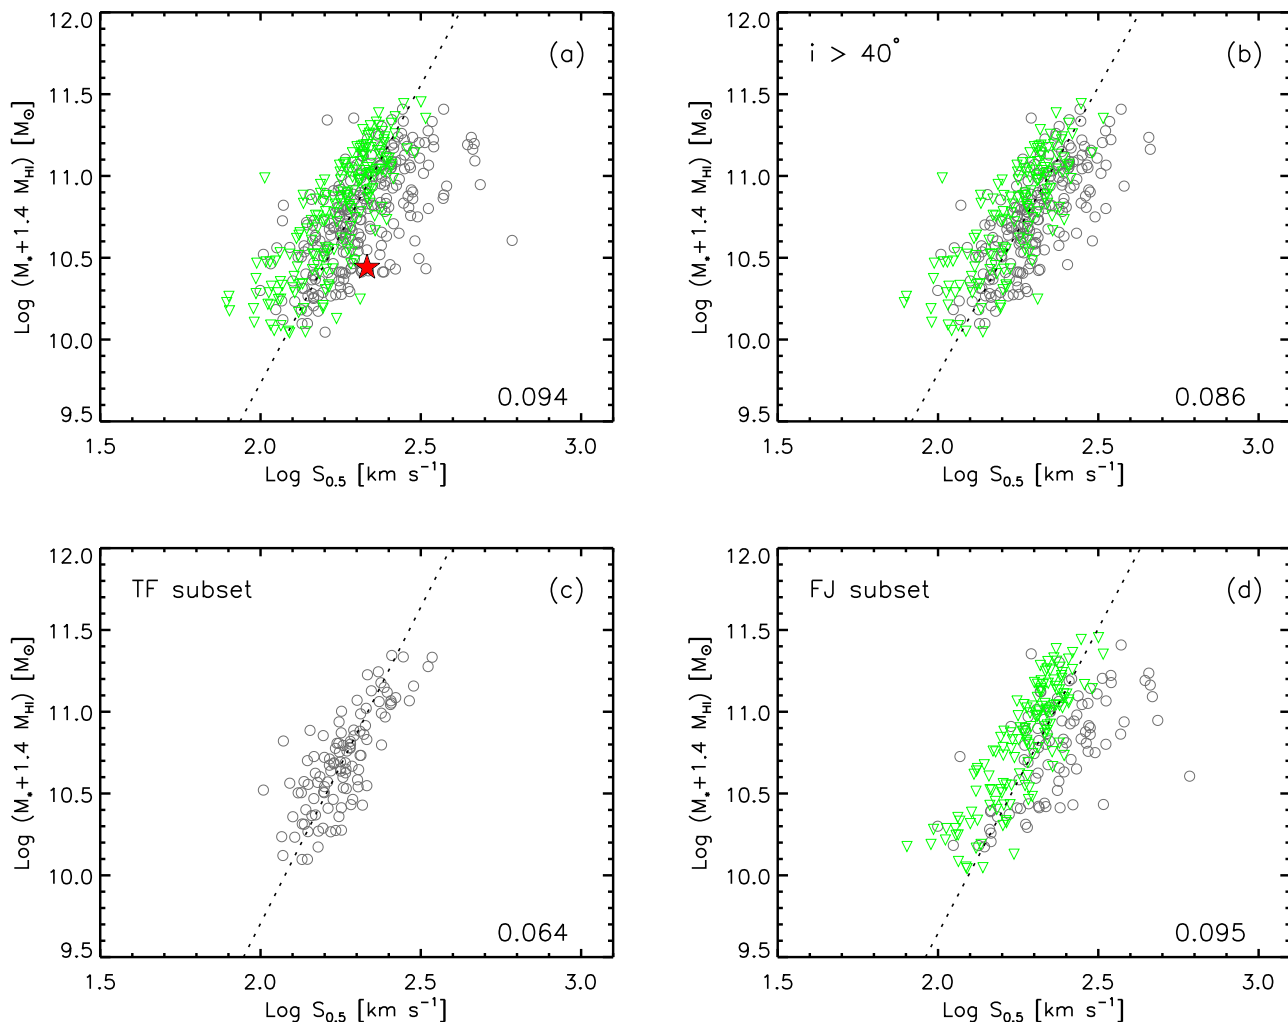 12.0
(a)
11.5
11.0
10.5
10.0
9.5
0.094
1.5 2.0 2.5 3.0
Log S₀.₅ [km s⁻¹]
Log (M⁎+1.4 M_HI) [M⊙]
12.0
i > 40° (b)
11.5
11.0
10.5
10.0
9.5
0.086
1.5 2.0 2.5 3.0
Log S₀.₅ [km s⁻¹]
Log (M⁎+1.4 M_HI) [M⊙]
12.0
TF subset (c)
11.5
11.0
10.5
10.0
9.5
0.064
1.5 2.0 2.5 3.0
Log S₀.₅ [km s⁻¹]
Log (M⁎+1.4 M_HI) [M⊙]
12.0
FJ subset (d)
11.5
11.0
10.5
10.0
9.5
0.095
1.5 2.0 2.5 3.0
Log S₀.₅ [km s⁻¹]
Log (M⁎+1.4 M_HI) [M⊙]